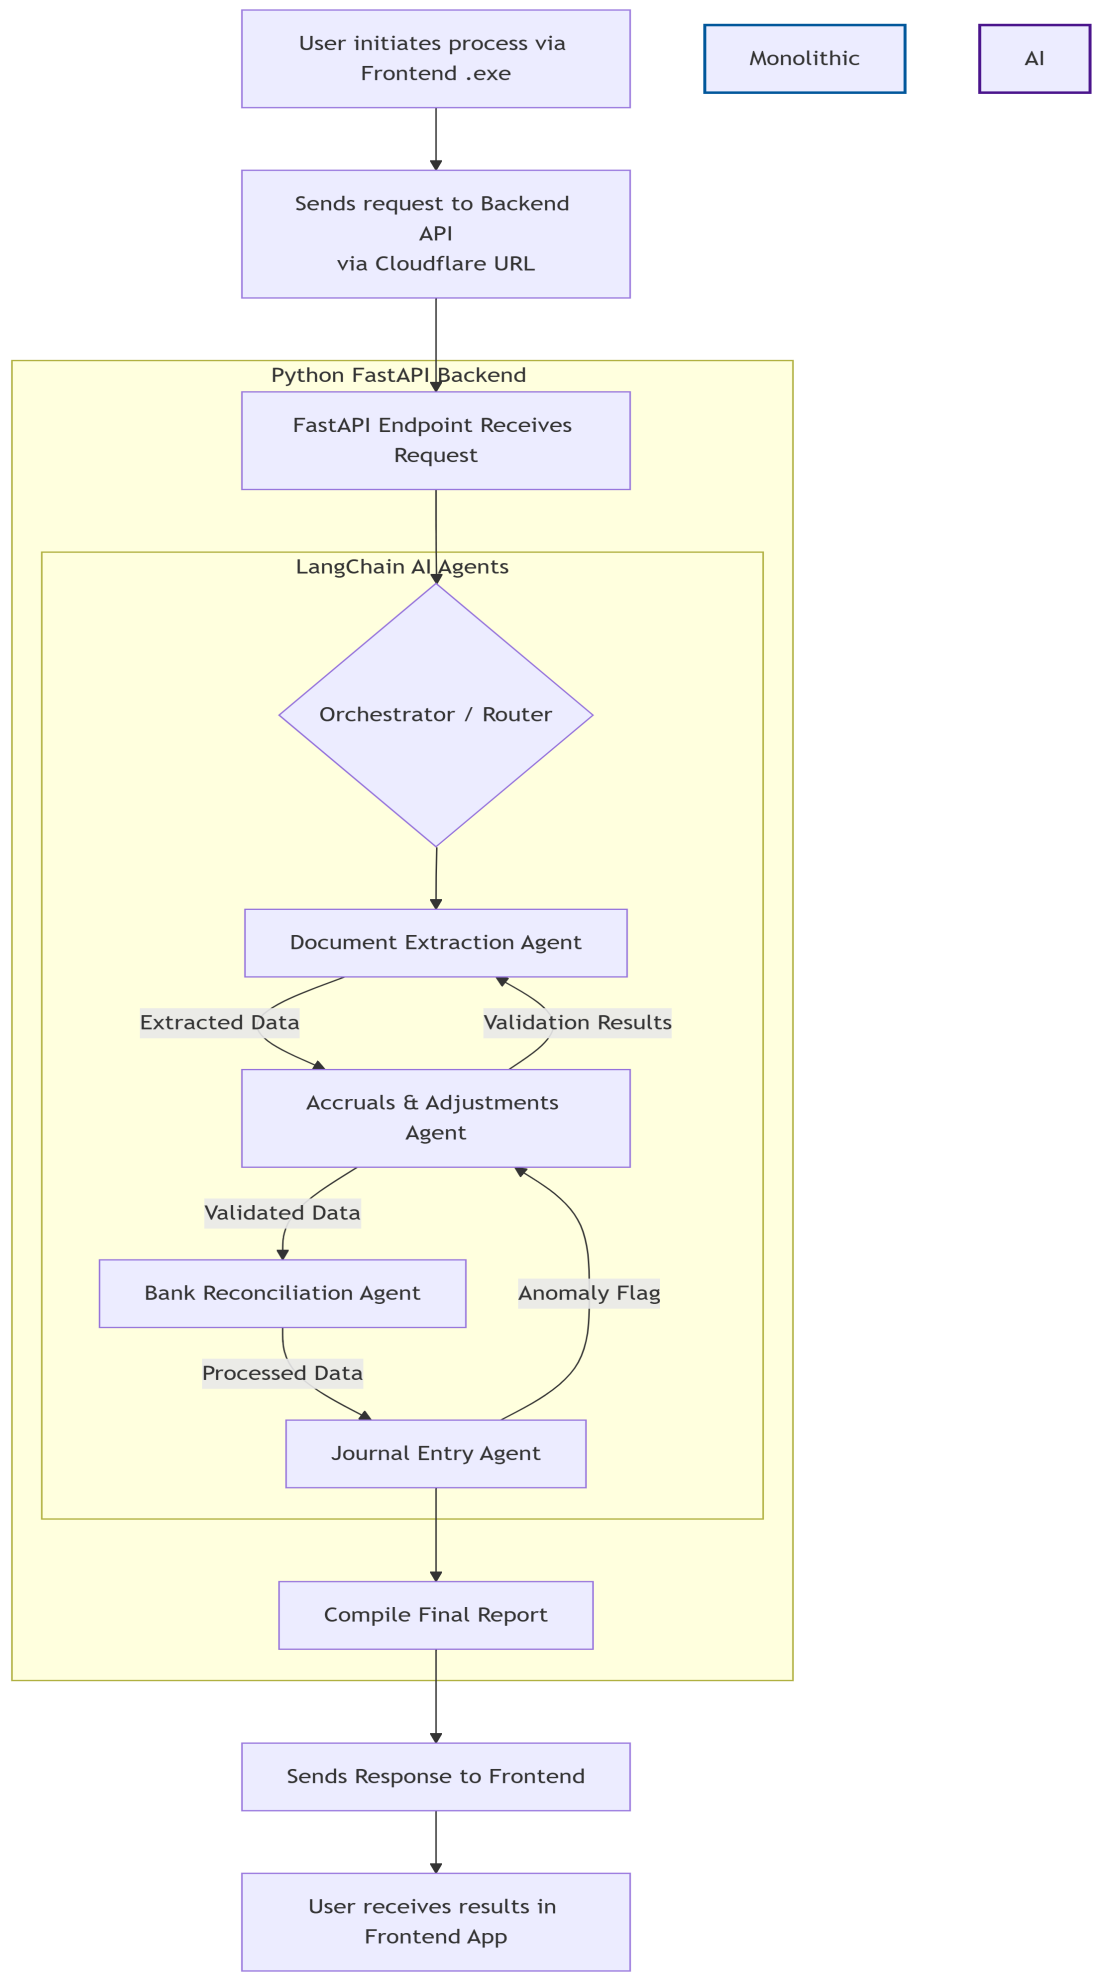 User initiates process via
Frontend .exe
Monolithic
AI
Sends request to Backend
API
via Cloudflare URL
Python FastAPI Backend
FastAPI Endpoint Receives
Request
LangChain AI Agents
Orchestrator / Router
Document Extraction Agent
Extracted Data
Validation Results
Accruals & Adjustments
Agent
Validated Data
Bank Reconciliation Agent
Anomaly Flag
Processed Data
Journal Entry Agent
Compile Final Report
Sends Response to Frontend
User receives results in
Frontend App